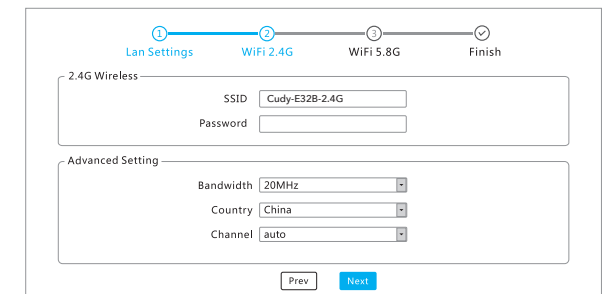 1 2 3
Lan Settings WiFi 2.4G WiFi 5.8G Finish
2.4G Wireless
SSID Cudy-E32B-2.4G
Password
Advanced Setting
Bandwidth 20MHz
Country China
Channel auto
Prev Next